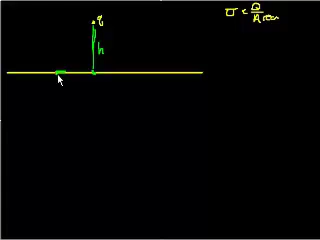 q
h
σ = Q/Area